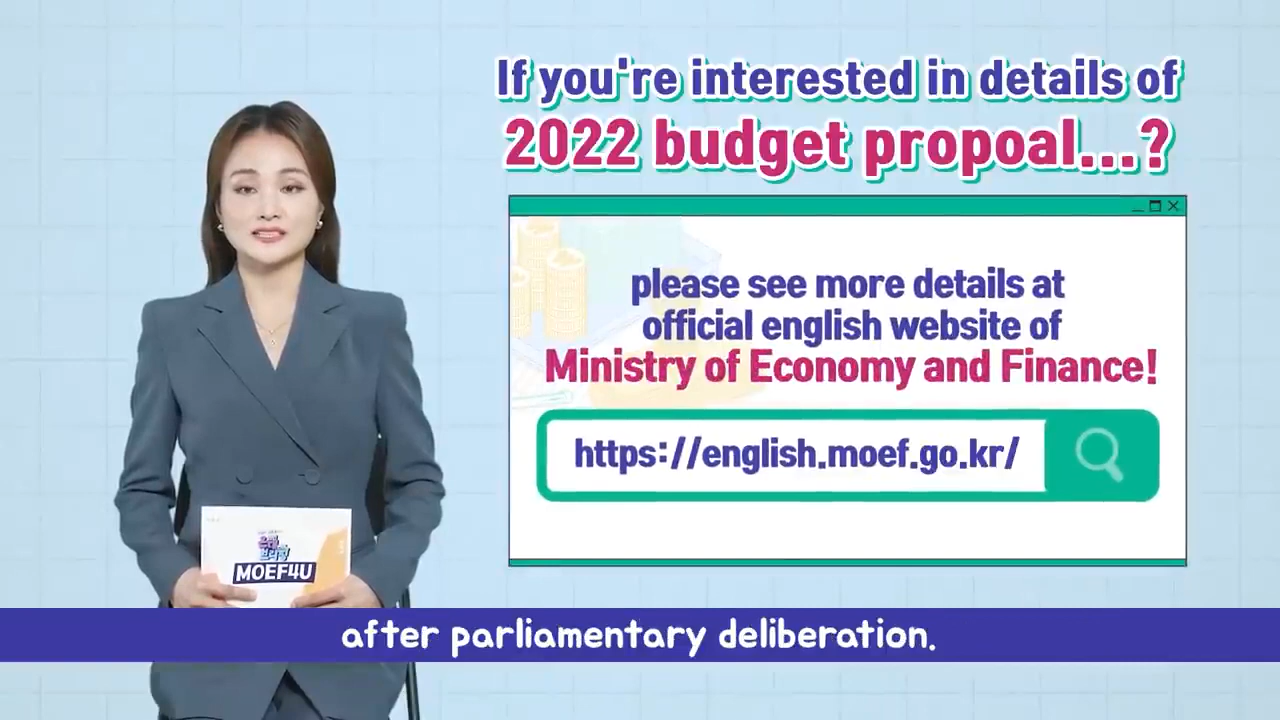 If you're interested in details of
2022 budget propoal...?
please see more details at
official english website of
Ministry of Economy and Finance!
https://english.moef.go.kr/
MOEF4U
after parliamentary deliberation.